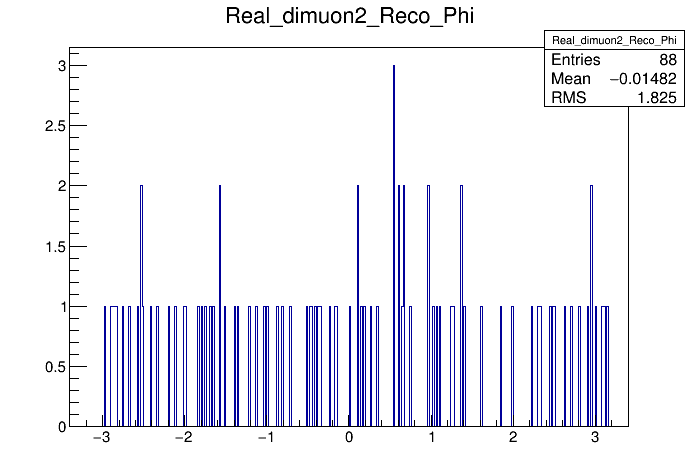 Real_dimuon2_Reco_Phi
Real_dimuon2_Reco_Phi
Entries 88
Mean −0.01482
RMS 1.825
3
2.5
2
1.5
1
0.5
0
−3 −2 −1 0 1 2 3